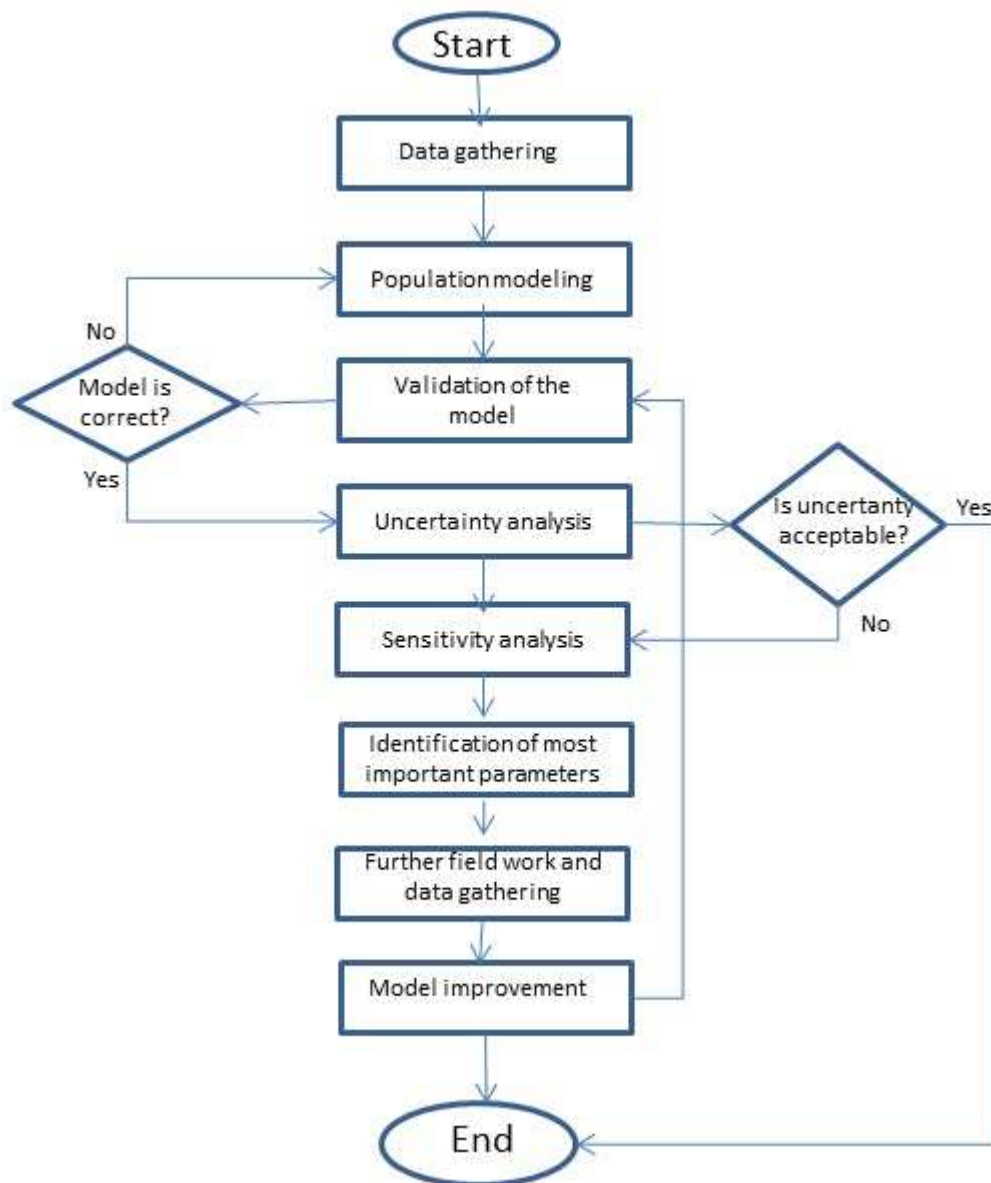 Start
Data gathering
Population modeling
No
Model is
correct?
Validation of the
model
Yes
Uncertainty analysis
Is uncertanty
acceptable?
Yes
No
Sensitivity analysis
Identification of most
important parameters
Further field work and
data gathering
Model improvement
End